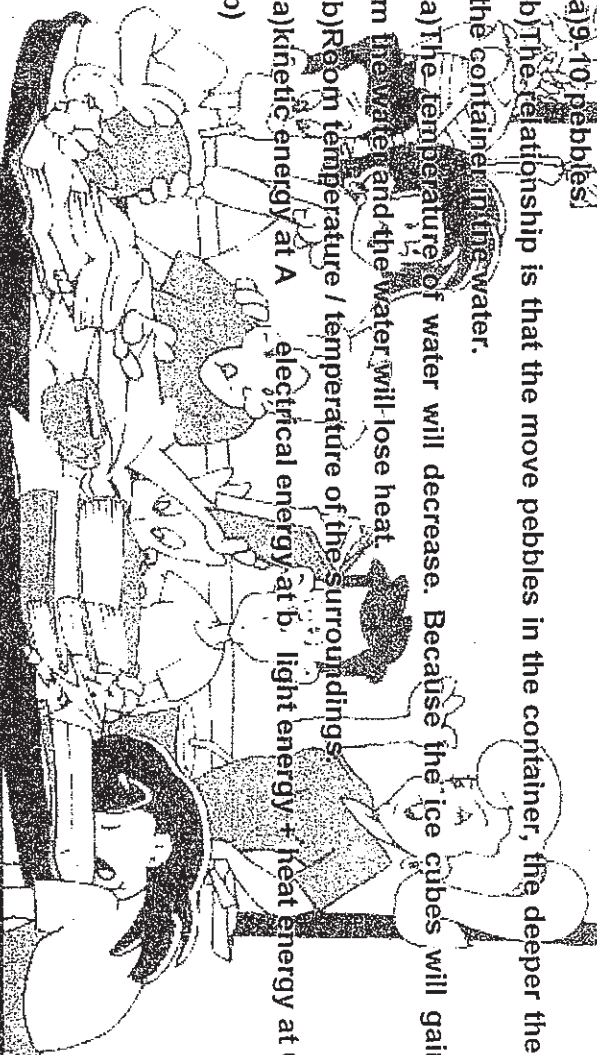 a)9-10 pebbles.
b)The relationship is that the move pebbles in the container, the deeper the
the container in the water.
a)The temperature of water will decrease. Because the ice cubes will gain
m the water and the water will lose heat.
b)Room temperature / temperature of the surroundings.
a)kinetic energy at A electrical energy at b light energy + heat energy at